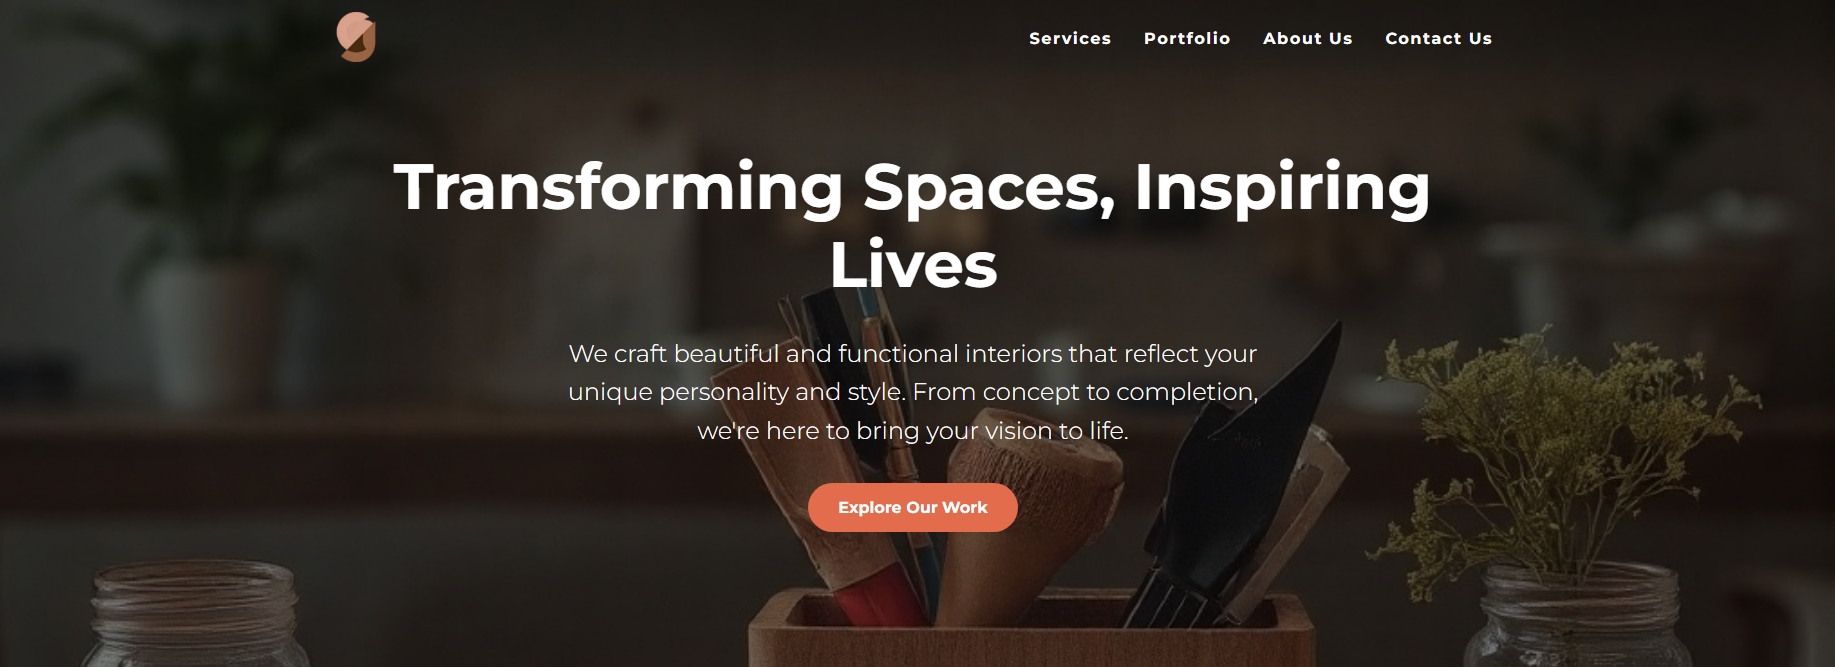 Services Portfolio About Us Contact Us
Transforming Spaces, Inspiring
Lives
We craft beautiful and functional interiors that reflect your
unique personality and style. From concept to completion,
we're here to bring your vision to life.
Explore Our Work